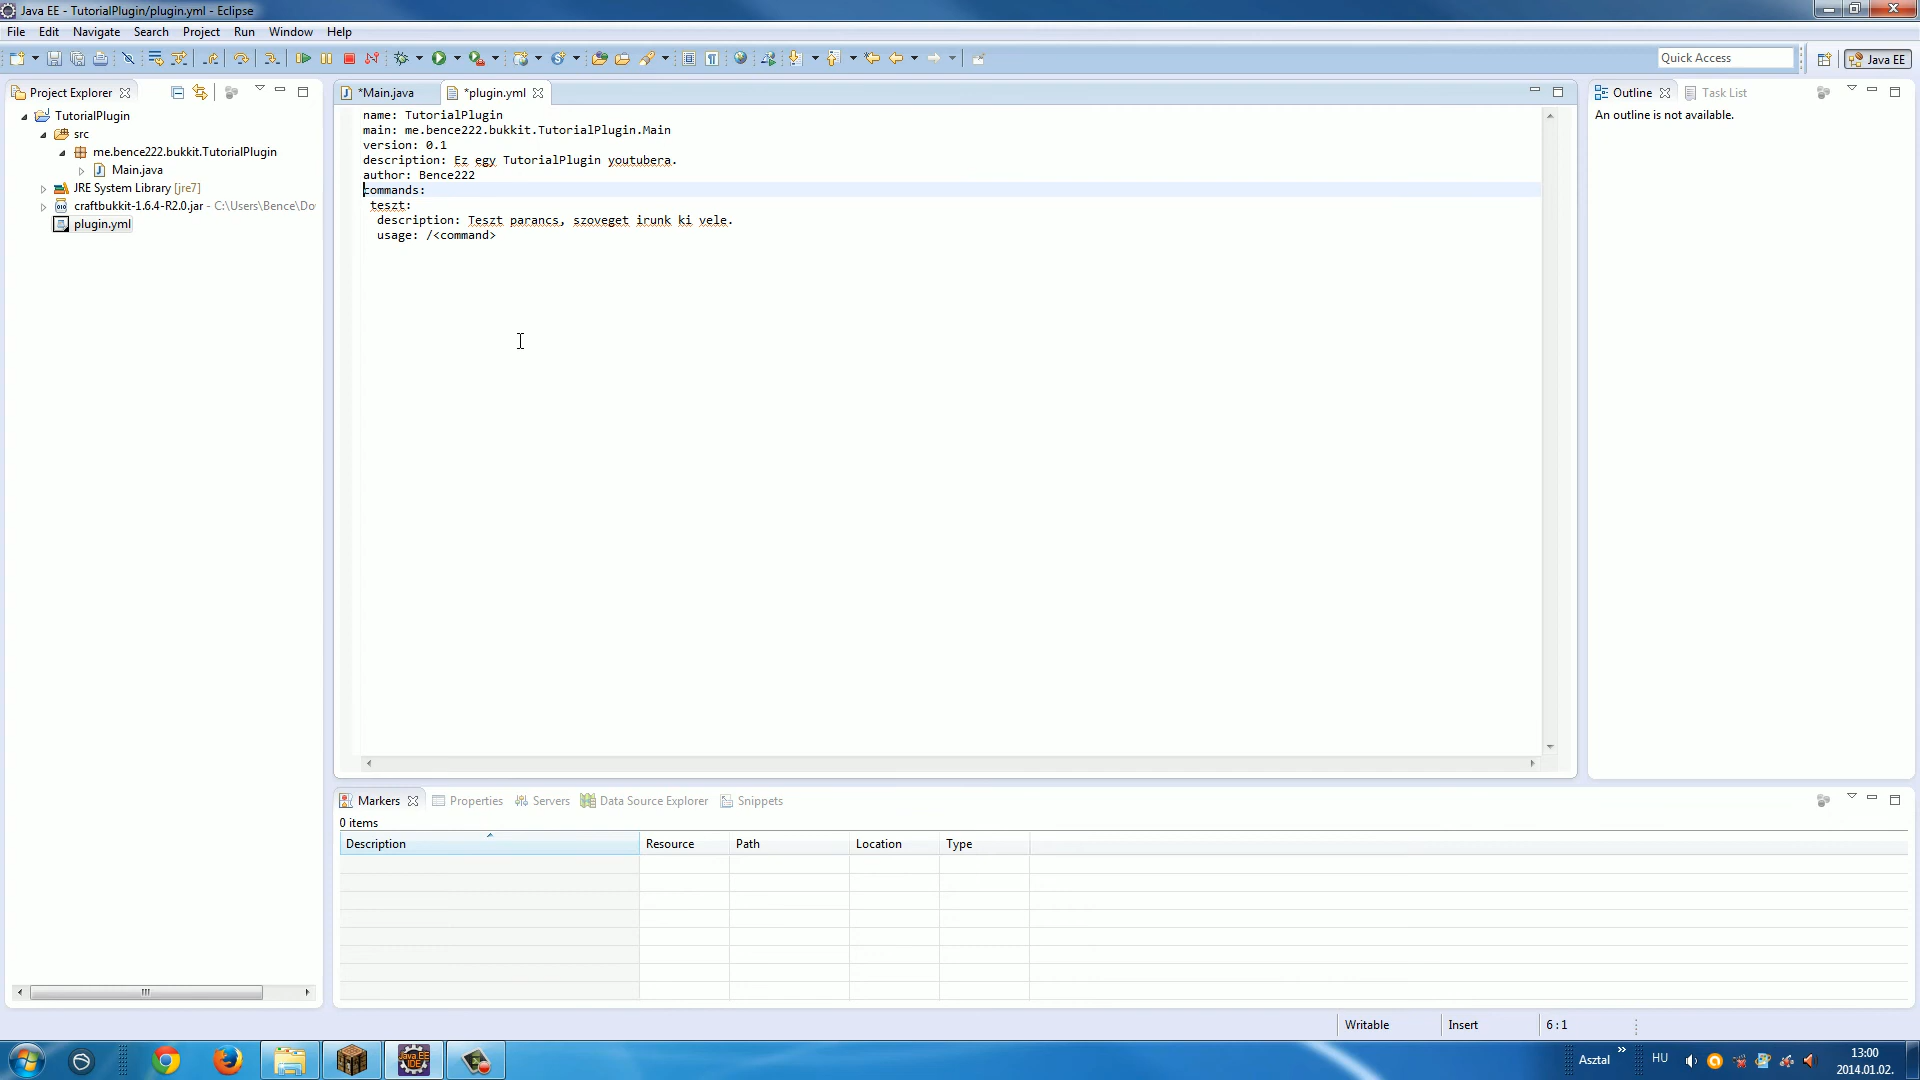 Java EE - TutorialPlugin/plugin.yml - Eclipse
File Edit Navigate Search Project Run Window Help
Quick Access
Java EE
Project Explorer
TutorialPlugin
src
me.bence222.bukkit.TutorialPlugin
Main.java
JRE System Library [jre7]
craftbukkit-1.6.4-R2.0.jar - C:\Users\Bence\Do
plugin.yml
*Main.java
*plugin.yml
name: TutorialPlugin
main: me.bence222.bukkit.TutorialPlugin.Main
version: 0.1
description: Ez egy TutorialPlugin youtubera.
author: Bence222
commands:
teszt:
description: Teszt parancs, szoveget irunk ki vele.
usage: /<command>
Outline
Task List
An outline is not available.
Markers
Properties
Servers
Data Source Explorer
Snippets
0 items
Description Resource Path Location Type
Writable Insert 6 : 1
Java EE
IDE
Asztal
HU
13:00
2014.01.02.